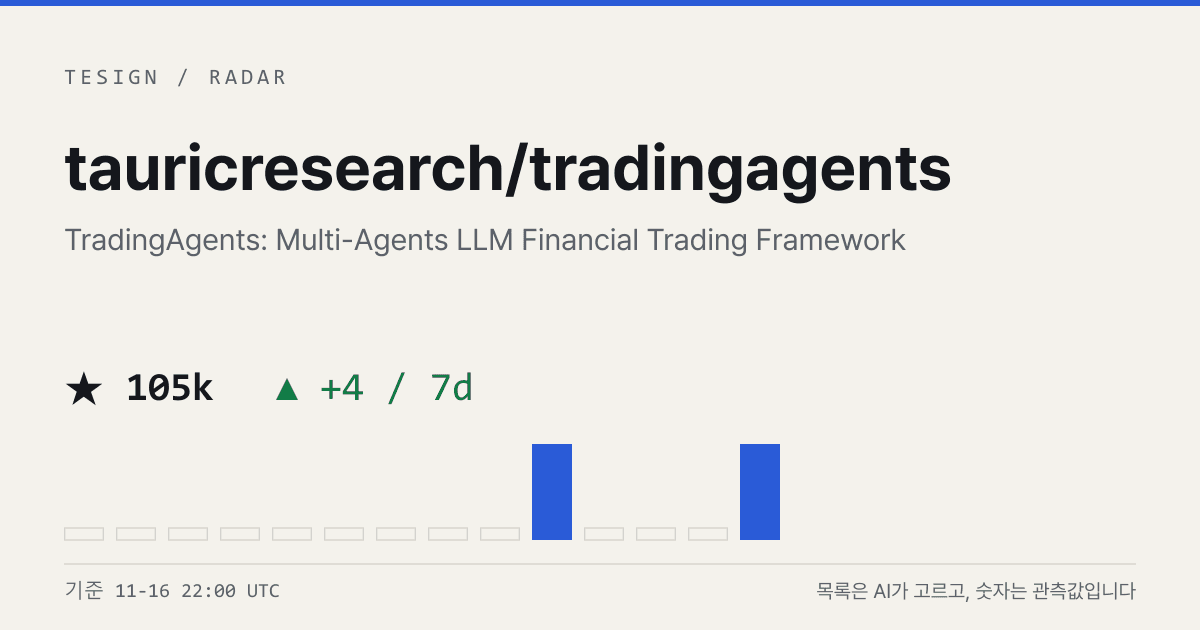 TESIGN / RADAR
tauricresearch/tradingagents
TradingAgents: Multi-Agents LLM Financial Trading Framework
★ 105k ▲ +4 / 7d
기준 11-16 22:00 UTC
목록은 AI가 고르고, 숫자는 관측값입니다